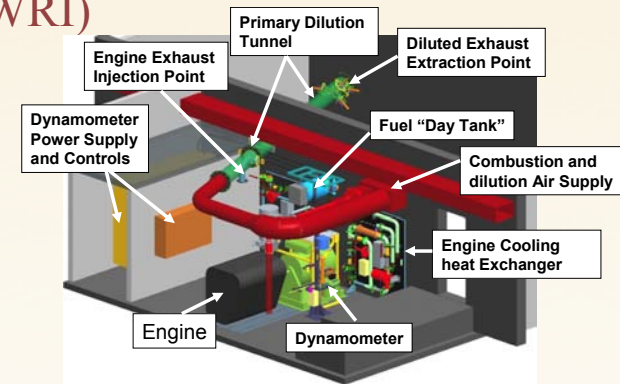 WRI)
Primary Dilution
Tunnel
Diluted Exhaust
Extraction Point
Engine Exhaust
Injection Point
Dynamometer
Power Supply
and Controls
Fuel “Day Tank”
Combustion and
dilution Air Supply
Engine Cooling
heat Exchanger
Engine
Dynamometer